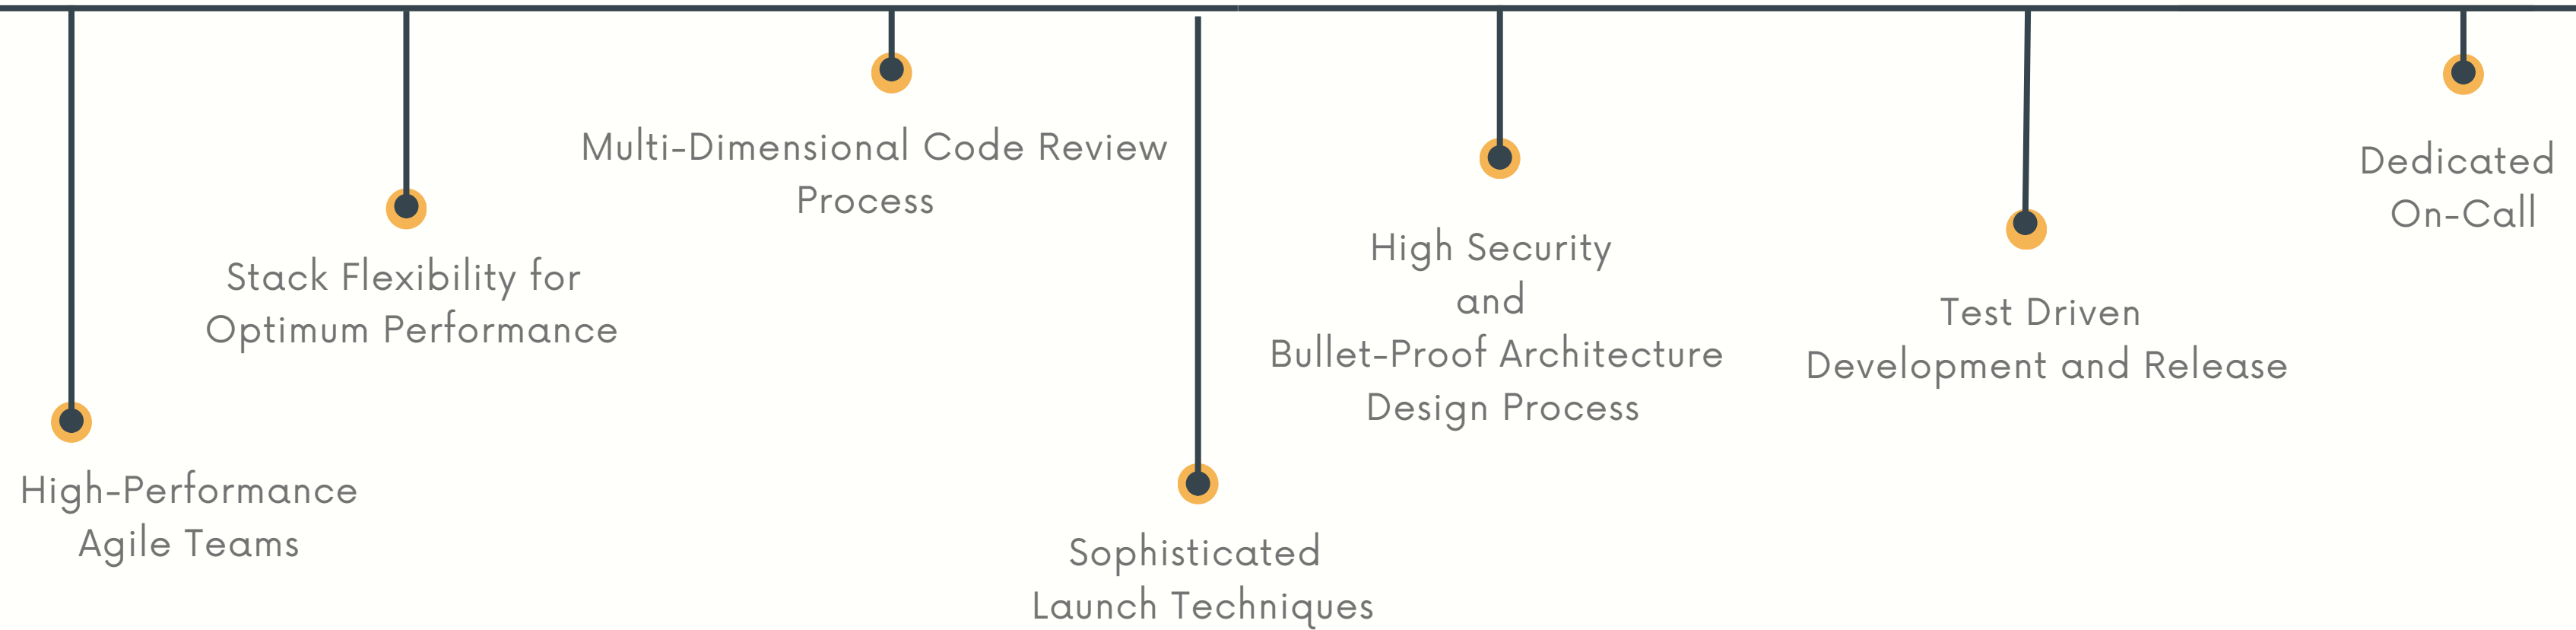 High-Performance
Agile Teams
Stack Flexibility for
Optimum Performance
Multi-Dimensional Code Review
Process
Sophisticated
Launch Techniques
High Security
and
Bullet-Proof Architecture
Design Process
Test Driven
Development and Release
Dedicated
On-Call